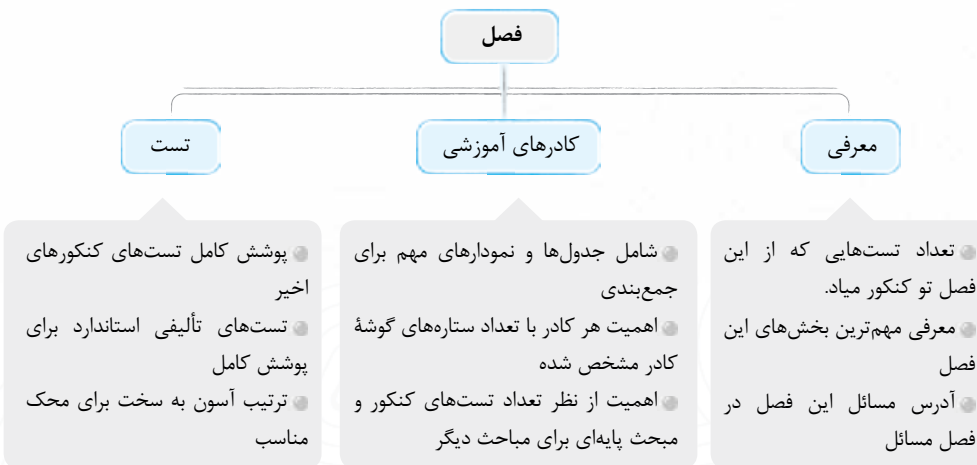 فصل
معرفی
کادرهای آموزشی
تست
تعداد تست‌هایی که از این
فصل تو کنکور میاد.
معرفی مهم‌ترین بخش‌های این
فصل
آدرس مسائل این فصل در
فصل مسائل
شامل جدول‌ها و نمودارهای مهم برای
جمع‌بندی
اهمیت هر کادر با تعداد ستاره‌های گوشۀ
کادر مشخص شده
اهمیت از نظر تعداد تست‌های کنکور و
مبحث پایه‌ای برای مباحث دیگر
پوشش کامل تست‌های کنکورهای
اخیر
تست‌های تألیفی استاندارد برای
پوشش کامل
ترتیب آسون به سخت برای محک
مناسب